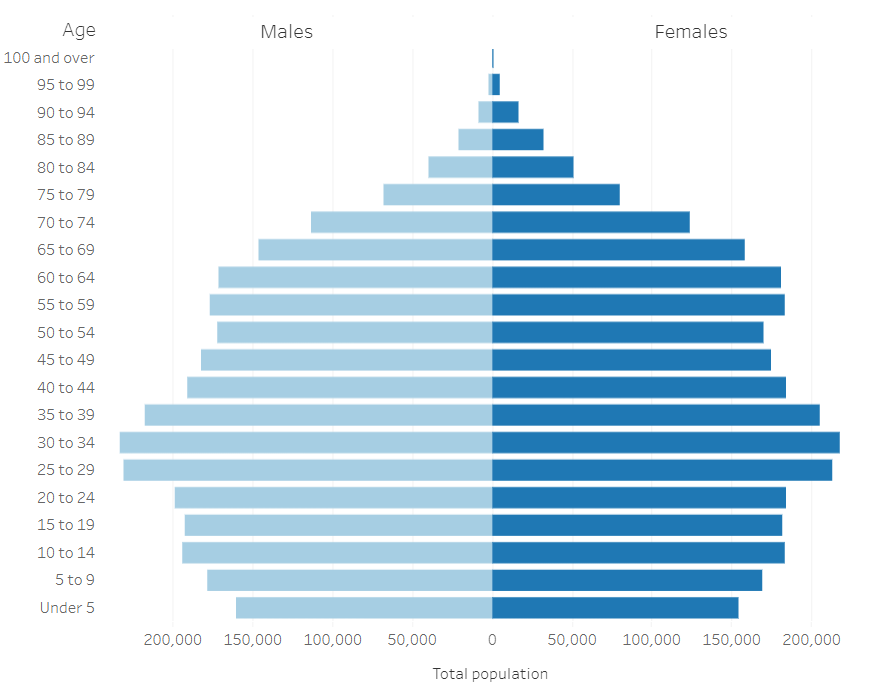 Age Males Females
100 and over
95 to 99
90 to 94
85 to 89
80 to 84
75 to 79
70 to 74
65 to 69
60 to 64
55 to 59
50 to 54
45 to 49
40 to 44
35 to 39
30 to 34
25 to 29
20 to 24
15 to 19
10 to 14
5 to 9
Under 5
200,000 150,000 100,000 50,000 0 50,000 100,000 150,000 200,000
Total population